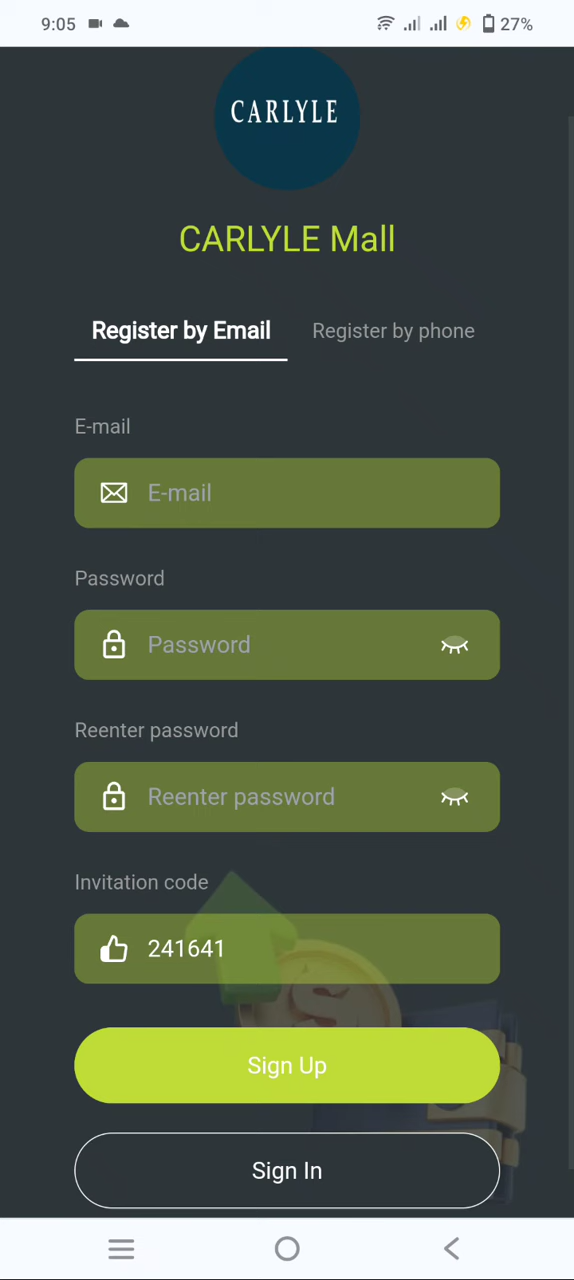 9:05
27%
CARLYLE
CARLYLE Mall
Register by Email
Register by phone
E-mail
E-mail
Password
Password
Reenter password
Reenter password
Invitation code
241641
Sign Up
Sign In